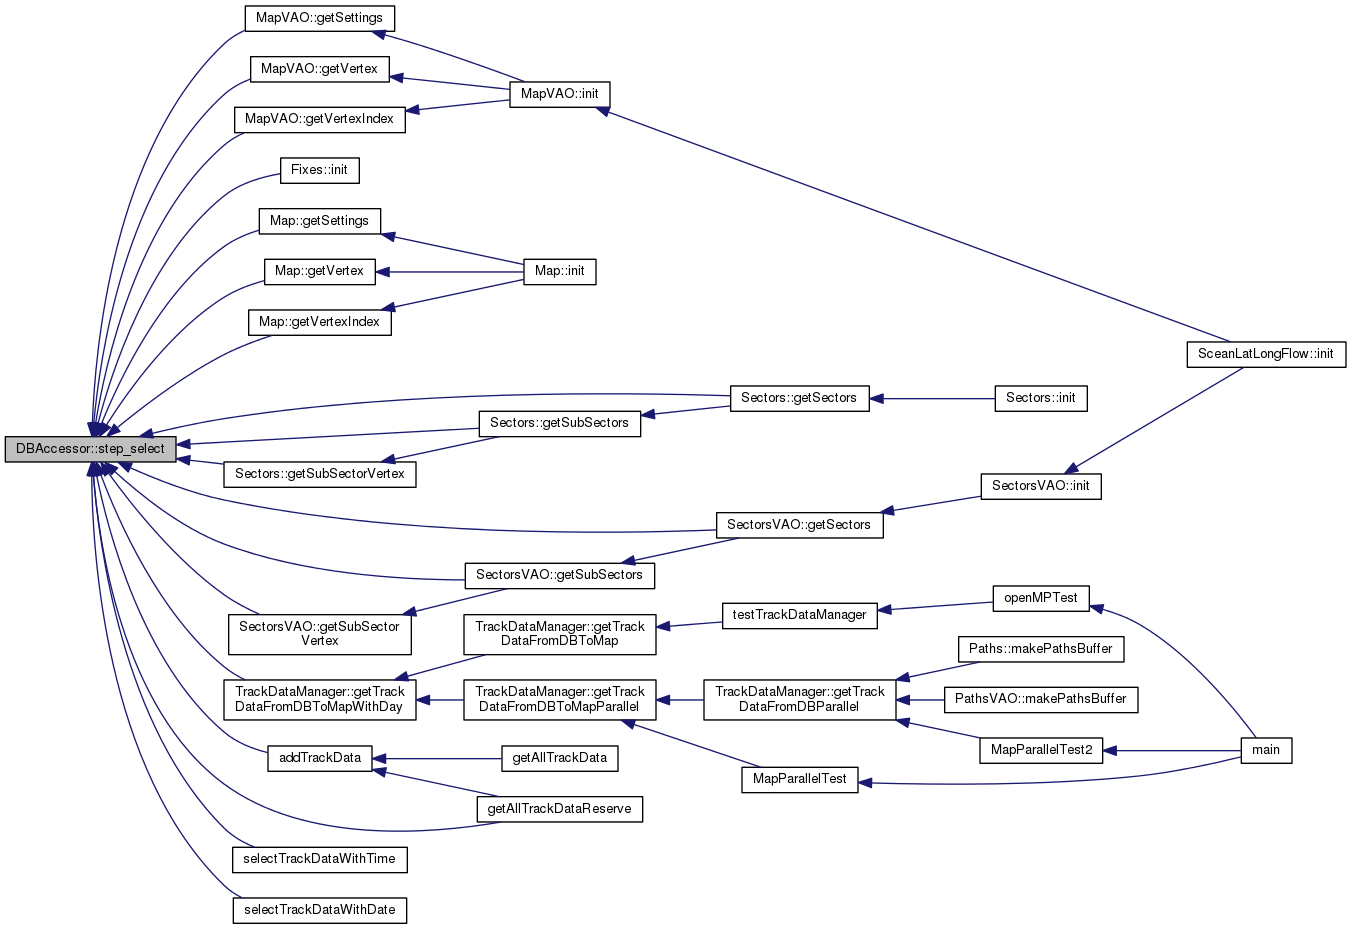 MapVAO::getSettings
MapVAO::getVertex
MapVAO::init
MapVAO::getVertexIndex
Fixes::init
Map::getSettings
Map::getVertex
Map::init
Map::getVertexIndex
SceanLatLongFlow::init
Sectors::getSectors
Sectors::init
Sectors::getSubSectors
DBAccessor::step_select
Sectors::getSubSectorVertex
SectorsVAO::init
SectorsVAO::getSectors
SectorsVAO::getSubSectors
openMPTest
testTrackDataManager
SectorsVAO::getSubSector
Vertex
TrackDataManager::getTrack
DataFromDBToMap
Paths::makePathsBuffer
TrackDataManager::getTrack
DataFromDBToMapWithDay
TrackDataManager::getTrack
DataFromDBToMapParallel
TrackDataManager::getTrack
DataFromDBParallel
PathsVAO::makePathsBuffer
MapParallelTest2
main
addTrackData
getAllTrackData
MapParallelTest
getAllTrackDataReserve
selectTrackDataWithTime
selectTrackDataWithDate